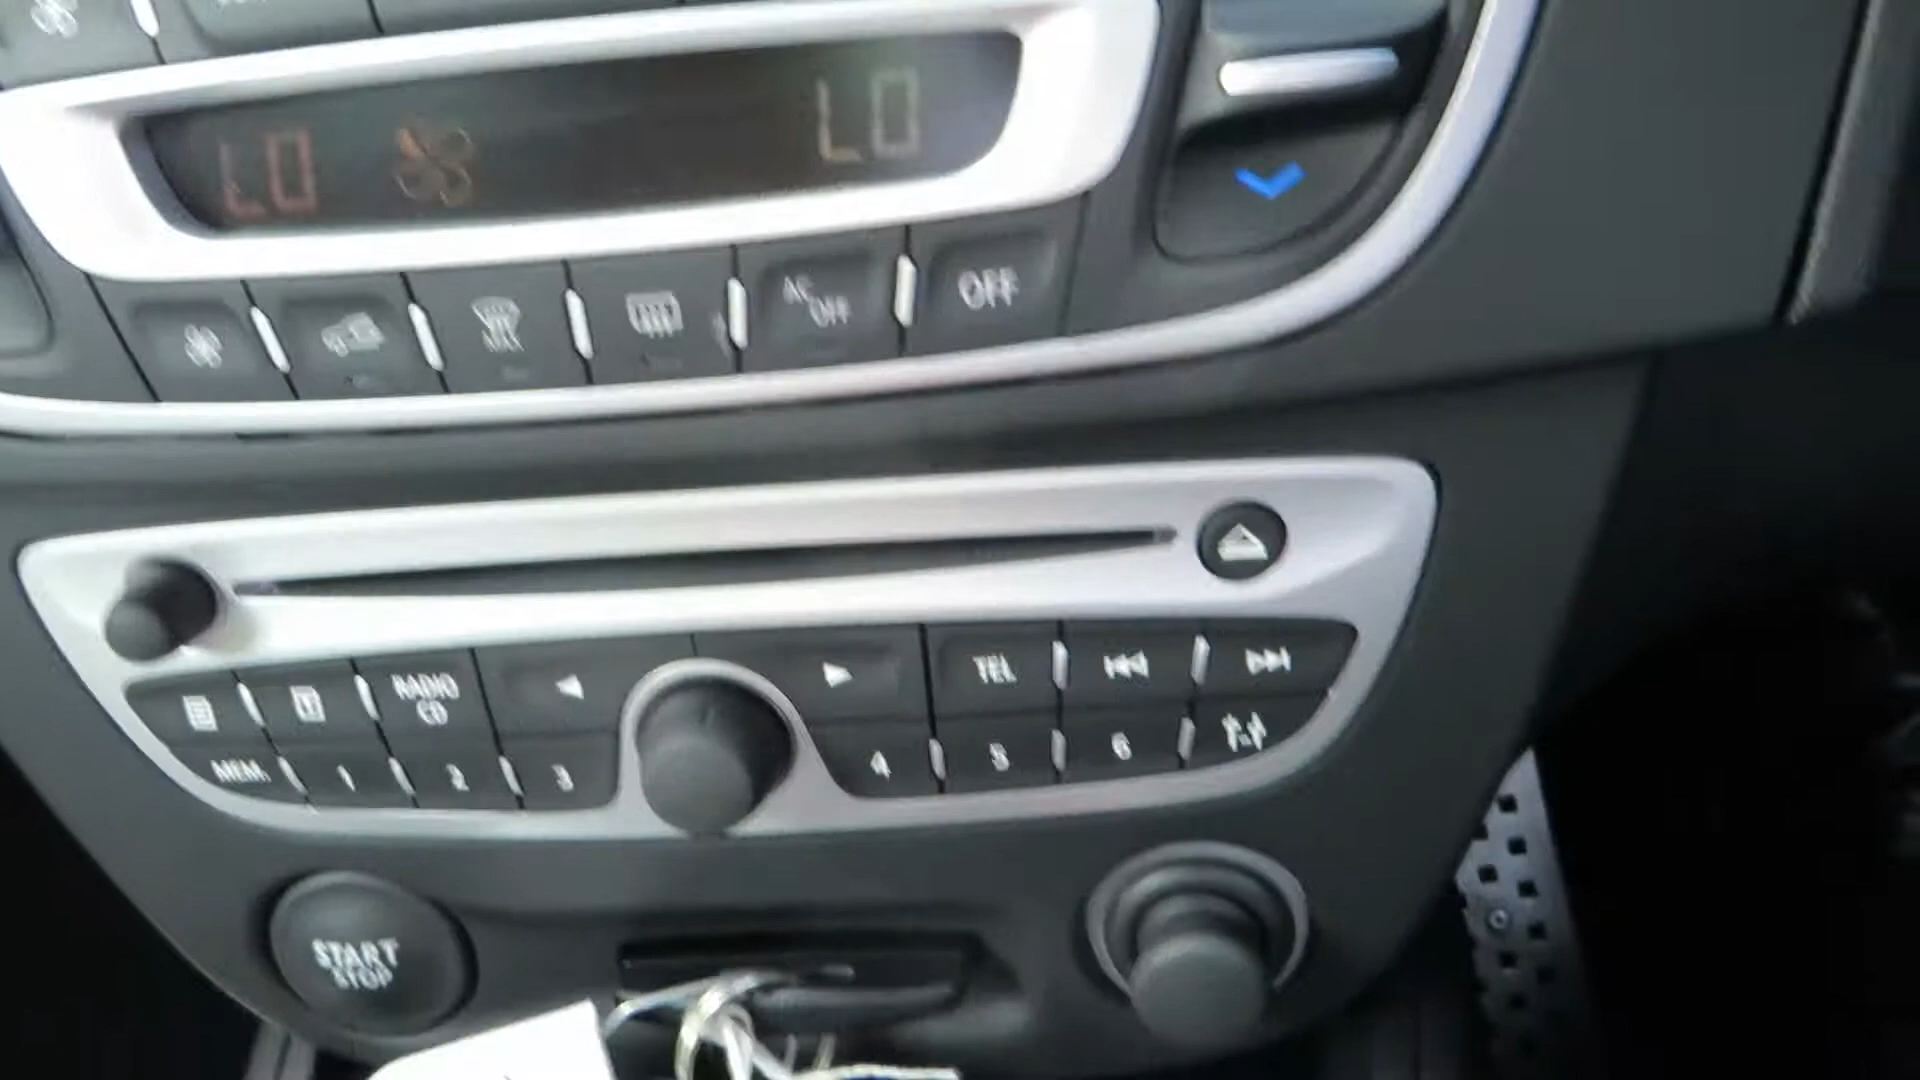 LO LO
AC OFF
OFF
RADIO CD
TEL
MEM. 1 2 3 4 5 6
START
STOP